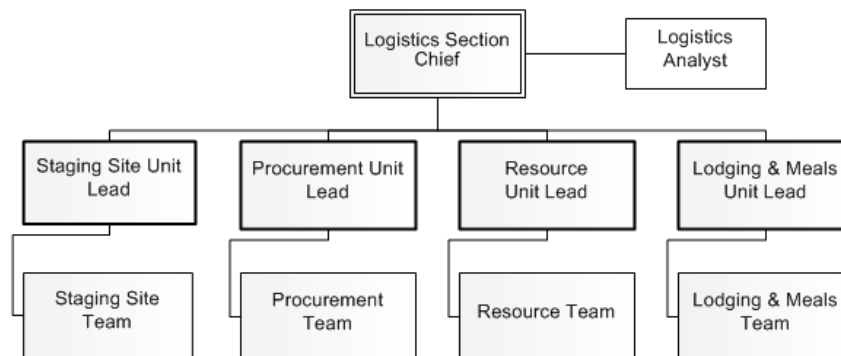 Logistics Section
Chief
Logistics
Analyst
Staging Site Unit
Lead
Procurement Unit
Lead
Resource
Unit Lead
Lodging & Meals
Unit Lead
Staging Site
Team
Procurement
Team
Resource Team
Lodging & Meals
Team